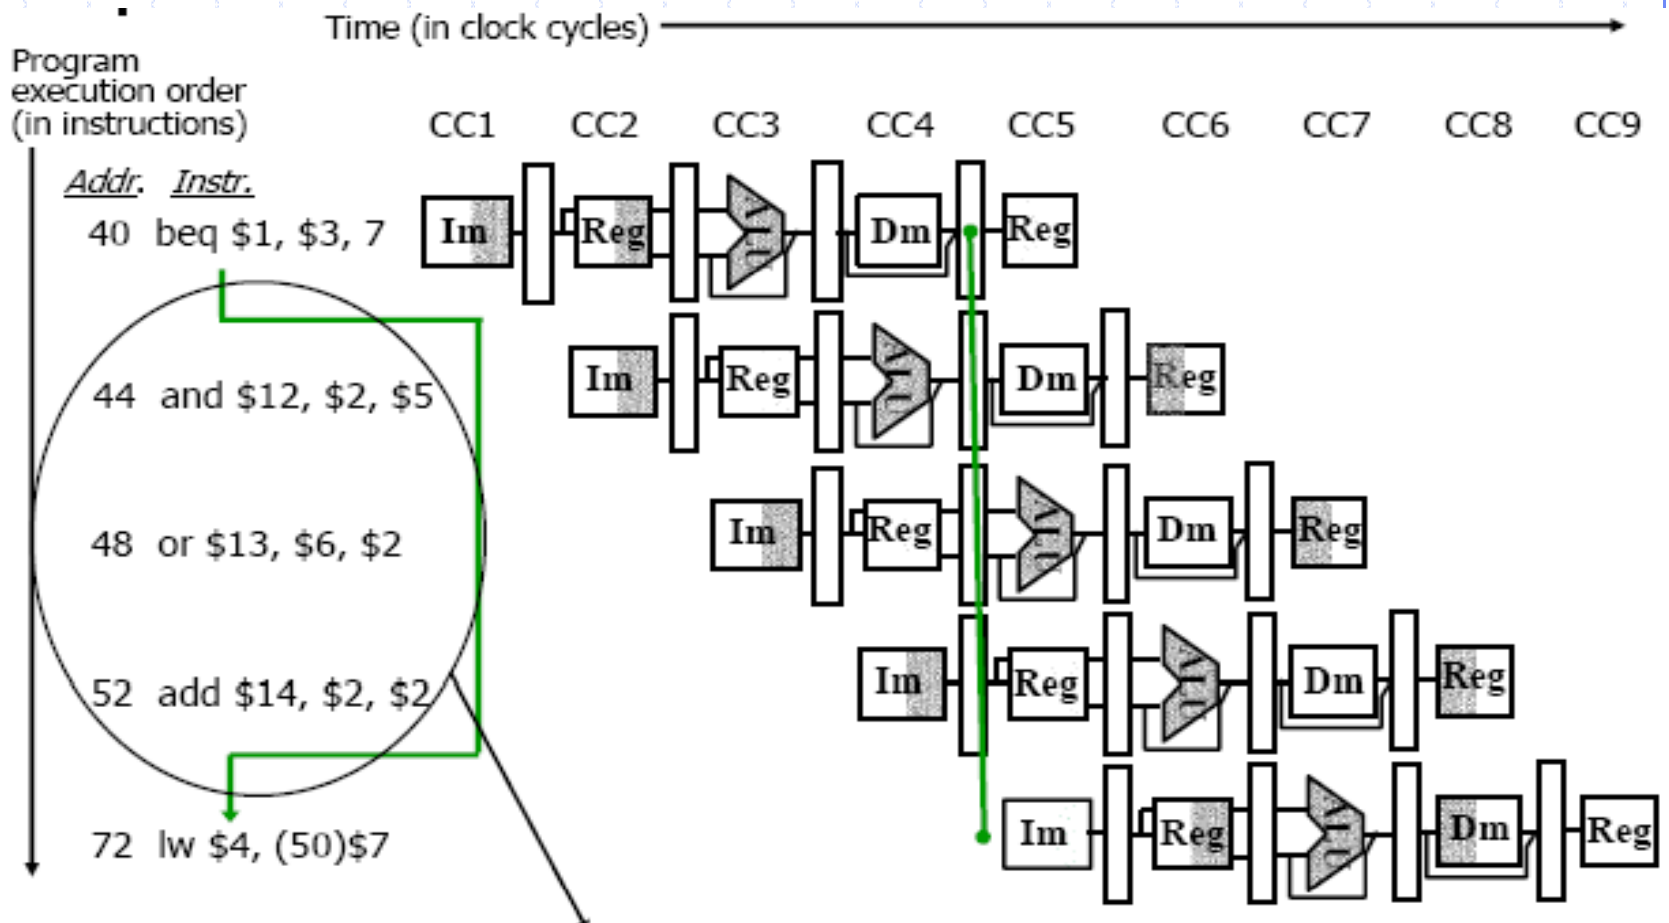 Time (in clock cycles)
Program
execution order
(in instructions)
CC1 CC2 CC3 CC4 CC5 CC6 CC7 CC8 CC9
Addr. Instr.
40 beq $1, $3, 7
Im Reg ALU Dm Reg
44 and $12, $2, $5
Im Reg ALU Dm Reg
48 or $13, $6, $2
Im Reg ALU Dm Reg
52 add $14, $2, $2
Im Reg ALU Dm Reg
72 lw $4, (50)$7
Im Reg ALU Dm Reg